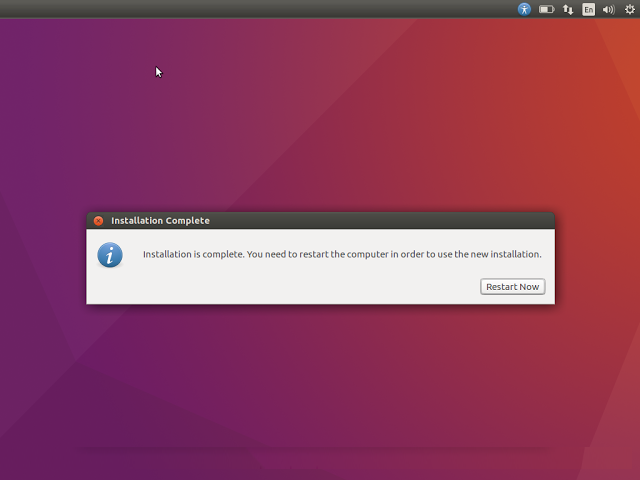 En
Installation Complete
Installation is complete. You need to restart the computer in order to use the new installation.
Restart Now